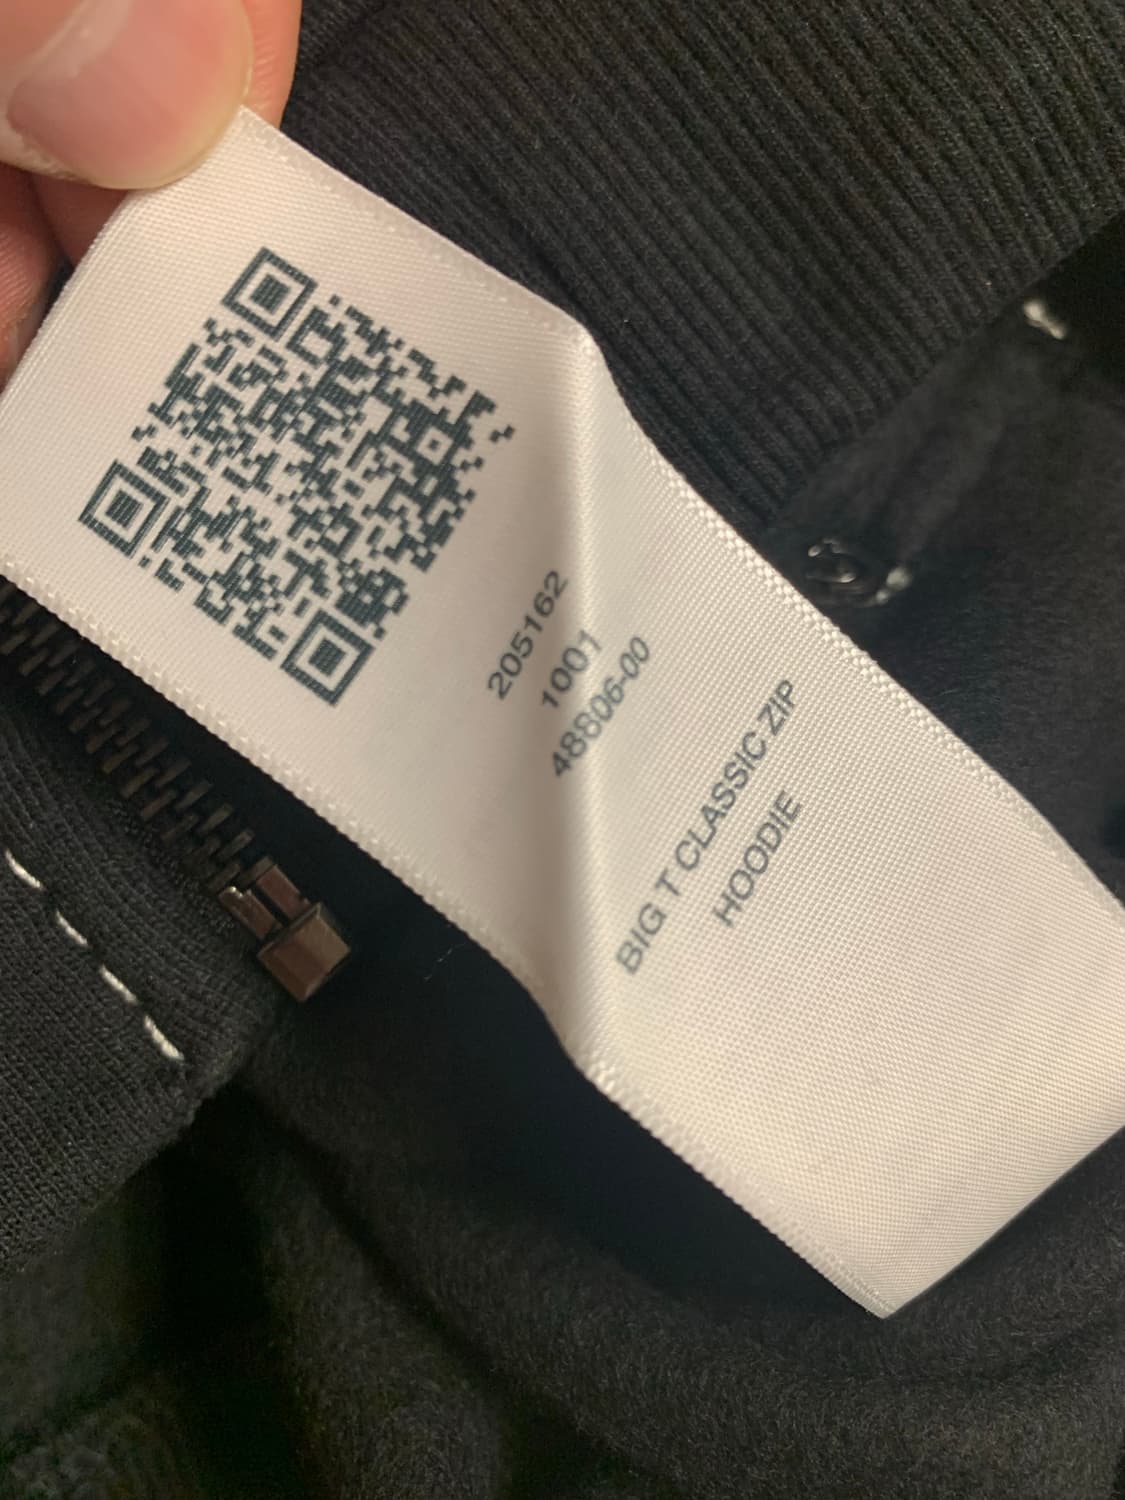 205162
1001
48806-00
BIG T CLASSIC ZIP
HOODIE